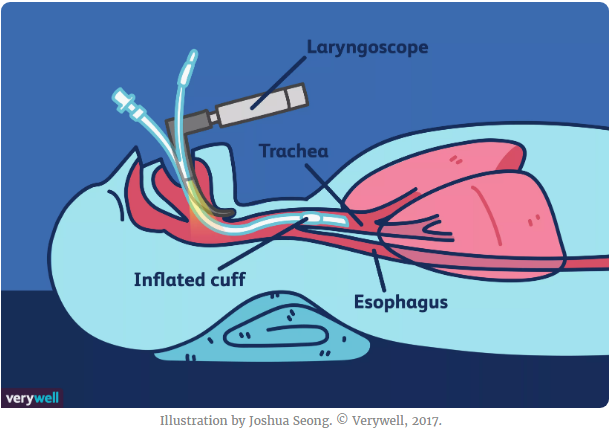 Laryngoscope
Trachea
Inflated cuff
Esophagus
verywell
Illustration by Joshua Seong. © Verywell, 2017.